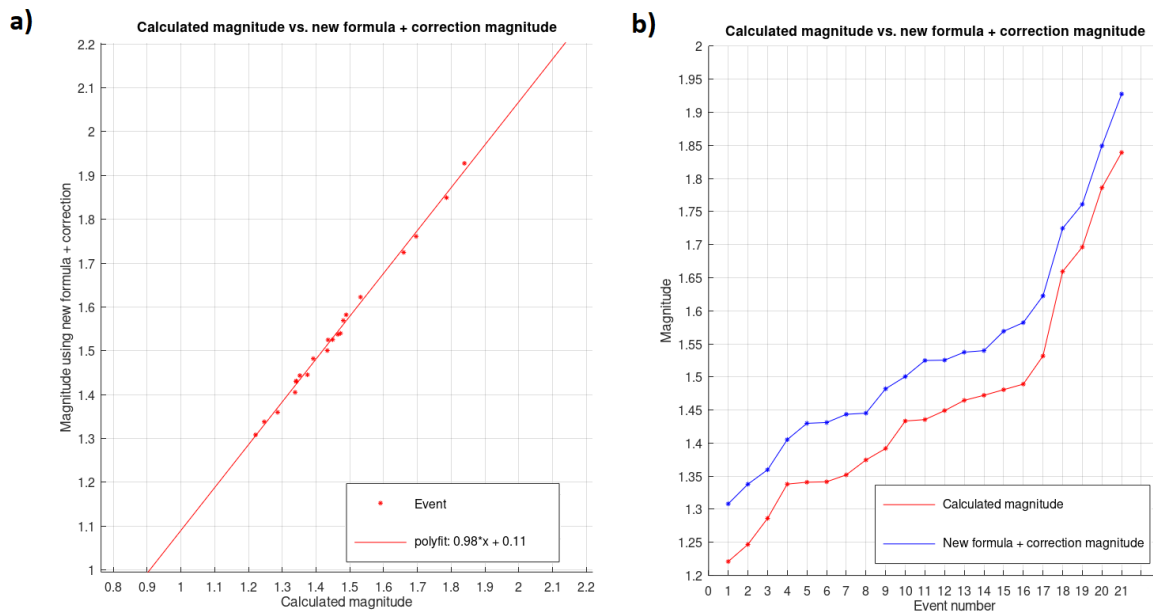 a)
Calculated magnitude vs. new formula + correction magnitude
Magnitude using new formula + correction
2.2
2.1
2
1.9
1.8
1.7
1.6
1.5
1.4
1.3
1.2
1.1
1
0.8 0.9 1 1.1 1.2 1.3 1.4 1.5 1.6 1.7 1.8 1.9 2 2.1 2.2
Calculated magnitude
Event
polyfit: 0.98*x + 0.11
b)
Calculated magnitude vs. new formula + correction magnitude
Magnitude
2
1.95
1.9
1.85
1.8
1.75
1.7
1.65
1.6
1.55
1.5
1.45
1.4
1.35
1.3
1.25
1.2
0 1 2 3 4 5 6 7 8 9 10 11 12 13 14 15 16 17 18 19 20 21
Event number
Calculated magnitude
New formula + correction magnitude